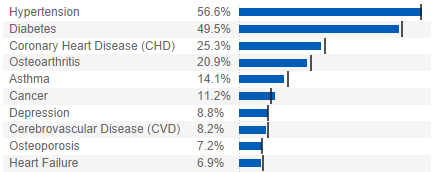 Hypertension 56.6%
Diabetes 49.5%
Coronary Heart Disease (CHD) 25.3%
Osteoarthritis 20.9%
Asthma 14.1%
Cancer 11.2%
Depression 8.8%
Cerebrovascular Disease (CVD) 8.2%
Osteoporosis 7.2%
Heart Failure 6.9%